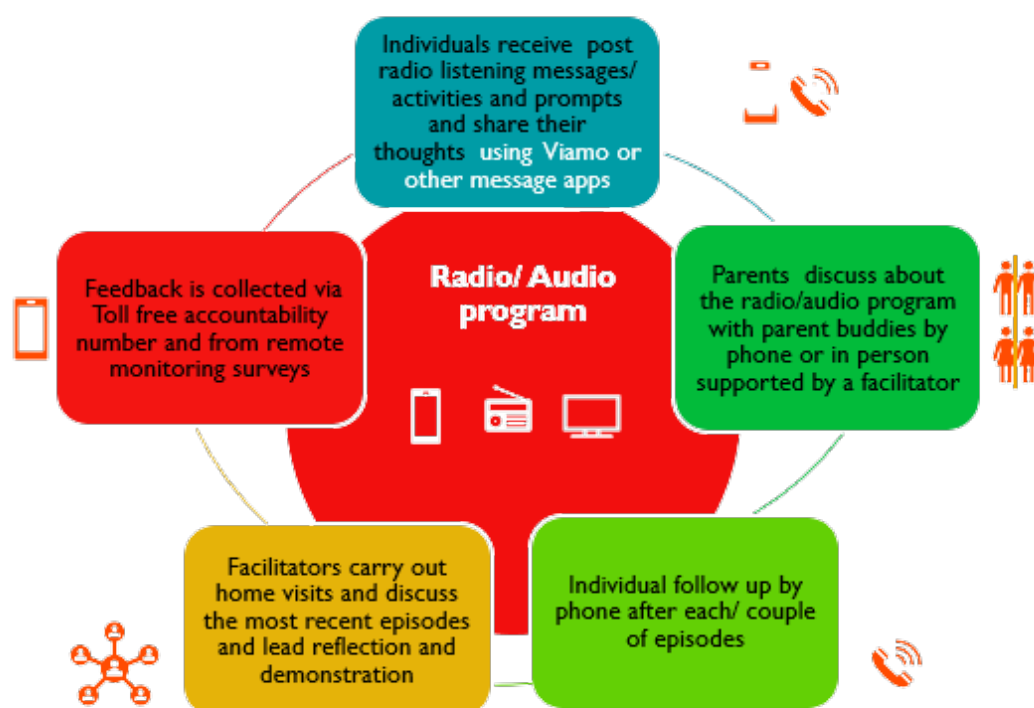 Individuals receive post
radio listening messages/
activities and prompts
and share their
thoughts using Viamo or
other message apps
Radio/ Audio
program
Parents discuss about
the radio/audio program
with parent buddies by
phone or in person
supported by a facilitator
Individual follow up by
phone after each/ couple
of episodes
Facilitators carry out
home visits and discuss
the most recent episodes
and lead reflection and
demonstration
Feedback is collected via
Toll free accountability
number and from remote
monitoring surveys